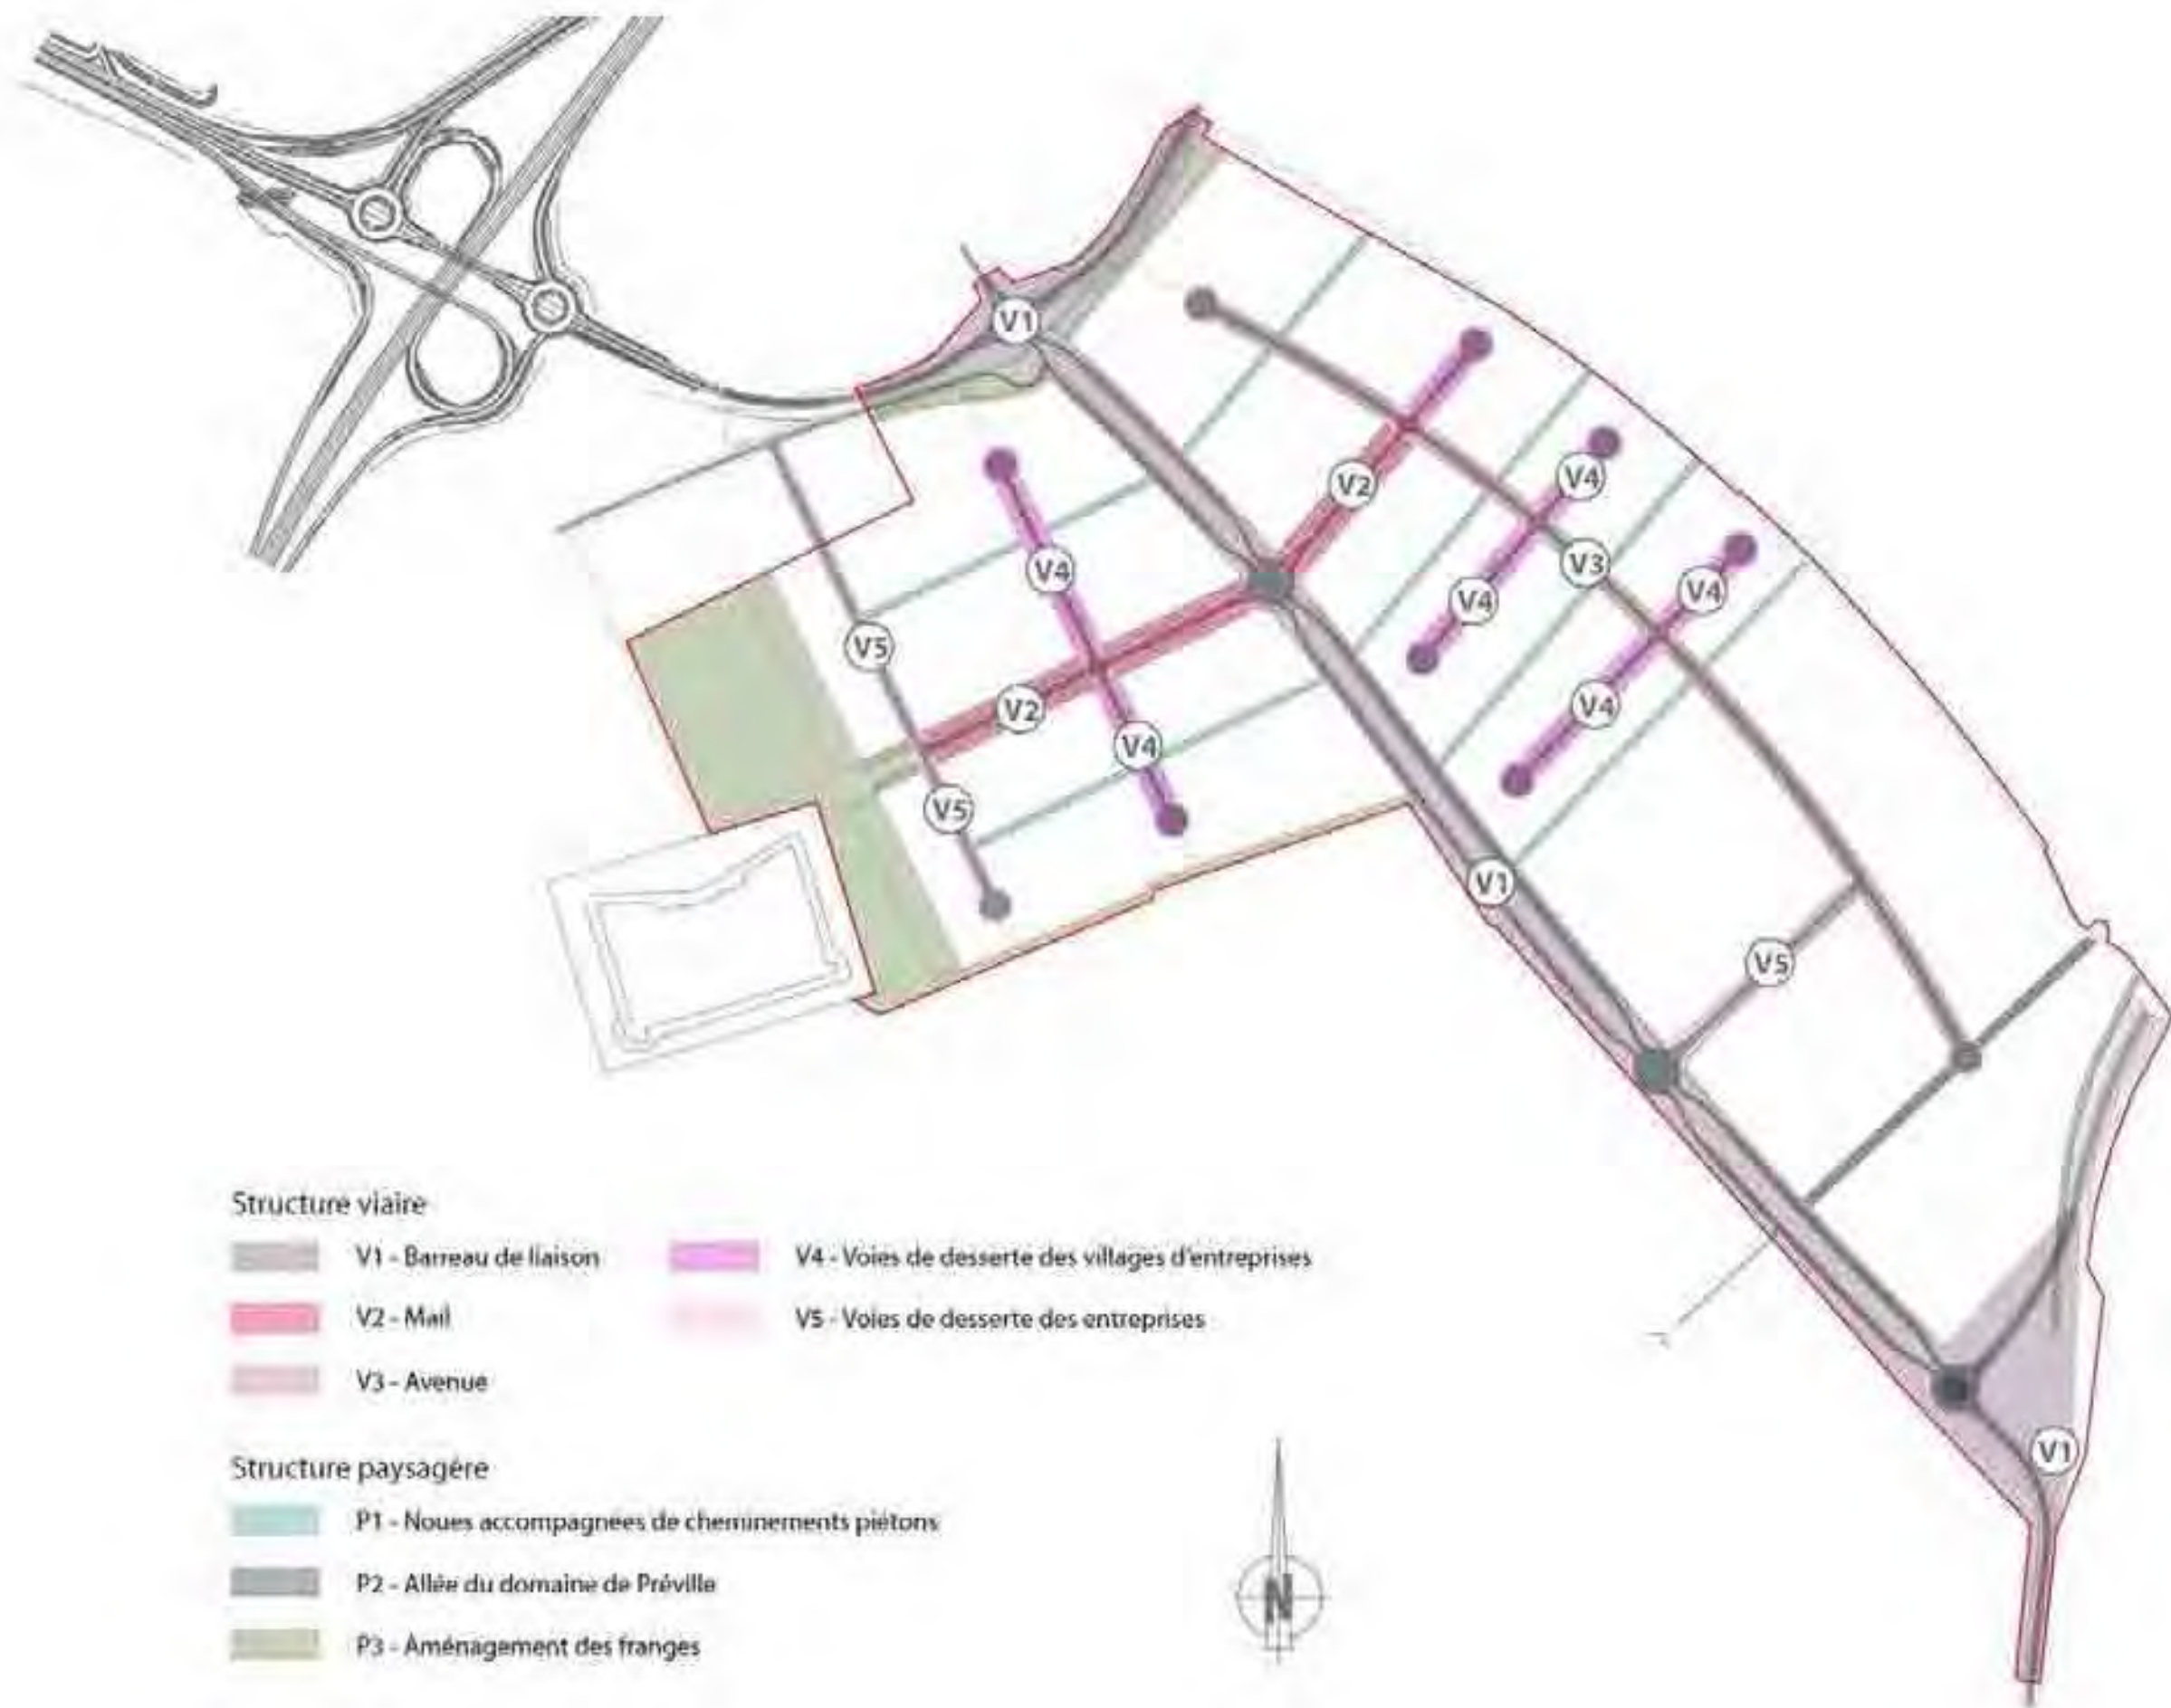 V1
V2
V4
V4
V3
V4
V4
V4
V5
V2
V4
V5
V4
V1
V5
V1
Structure viaire
V1 - Barreau de liaison
V2 - Mail
V3 - Avenue
V4 - Voies de desserte des villages d'entreprises
V5 - Voies de desserte des entreprises
Structure paysagère
P1 - Noues accompagnées de cheminements piétons
P2 - Allée du domaine de Préville
P3 - Aménagement des franges
N